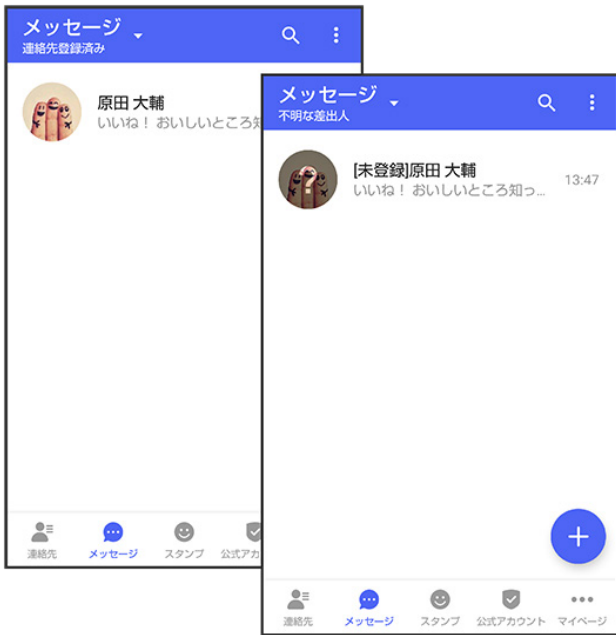 メッセージ
連絡先登録済み
原田 大輔
いいね！ おいしいところ
連絡先
メッセージ
スタンプ
公式アカ
メッセージ
不明な差出人
[未登録]原田 大輔
いいね！ おいしいところ知っ...
13:47
連絡先
メッセージ
スタンプ
公式アカウント
マイページ